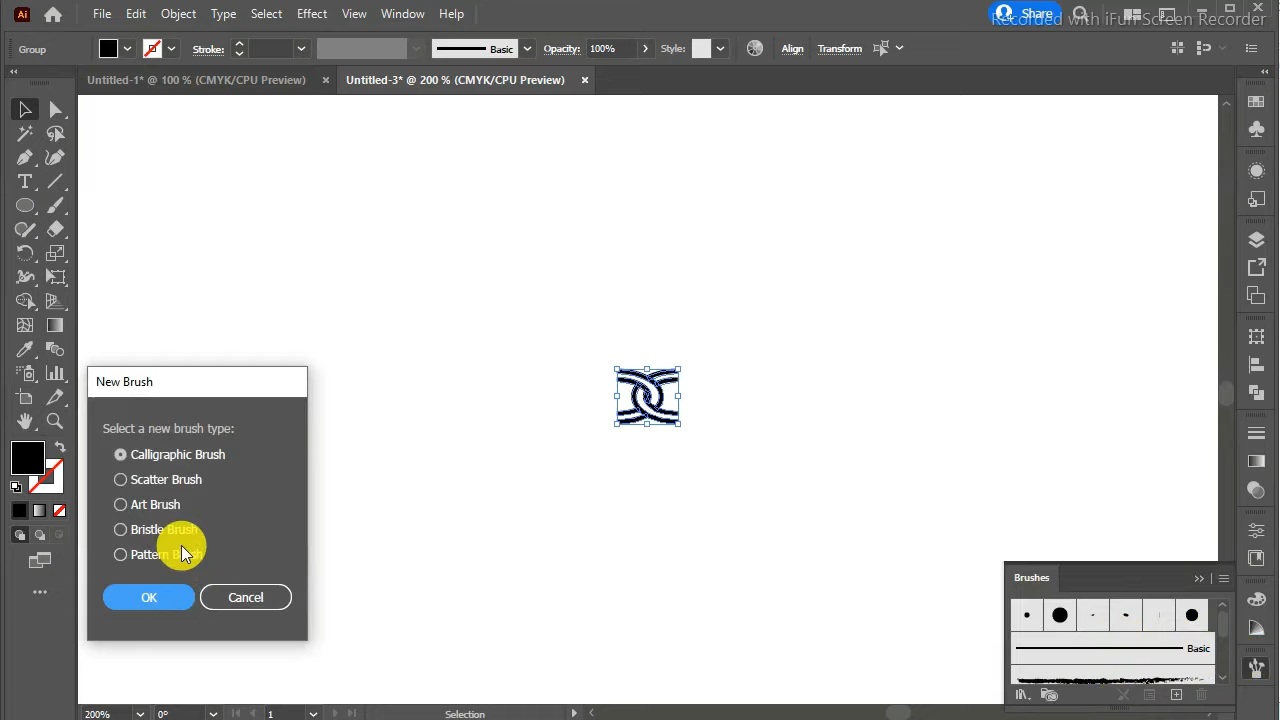 Ai File Edit Object Type Select Effect View Window Help Share
Recorded with iFun Screen Recorder
Group Stroke: Basic Opacity: 100% Style: Align Transform
Untitled-1* @ 100 % (CMYK/CPU Preview) Untitled-3* @ 200 % (CMYK/CPU Preview)
New Brush
Select a new brush type:
Calligraphic Brush
Scatter Brush
Art Brush
Bristle Brush
Pattern Brush
OK Cancel
Brushes
Basic
200% 0° 1 Selection